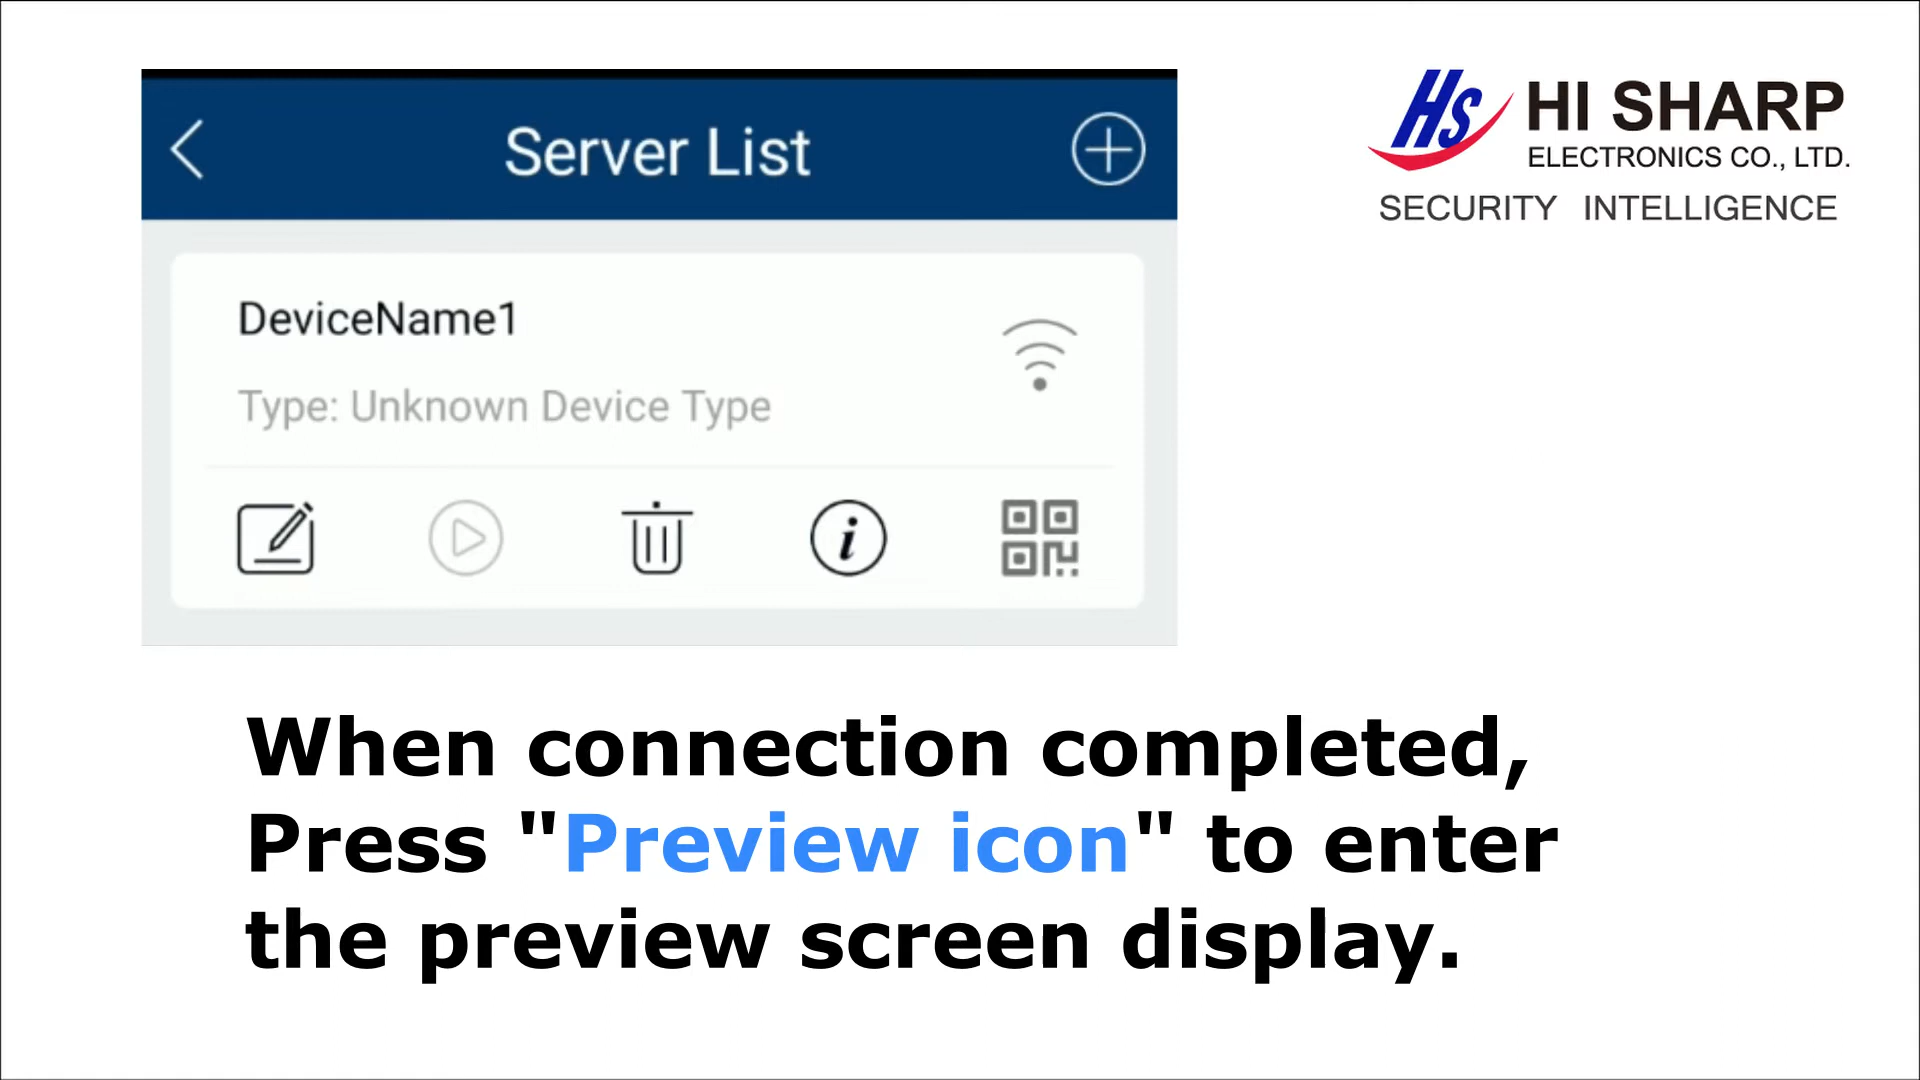 Server List
HS HI SHARP
ELECTRONICS CO., LTD.
SECURITY INTELLIGENCE
DeviceName1
Type: Unknown Device Type
When connection completed,
Press "Preview icon" to enter
the preview screen display.